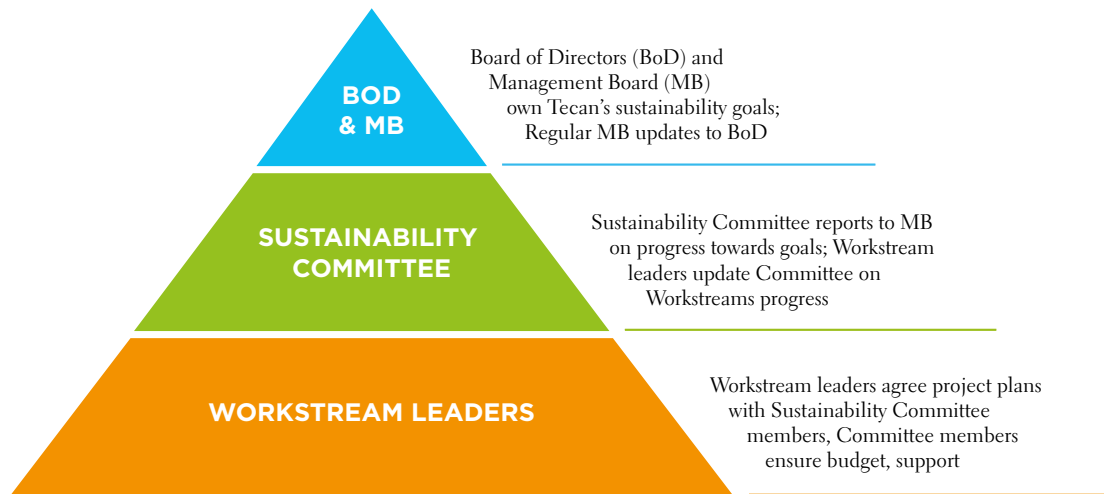 BOD
& MB
Board of Directors (BoD) and
Management Board (MB)
own Tecan’s sustainability goals;
Regular MB updates to BoD
SUSTAINABILITY
COMMITTEE
Sustainability Committee reports to MB
on progress towards goals; Workstream
leaders update Committee on
Workstreams progress
WORKSTREAM LEADERS
Workstream leaders agree project plans
with Sustainability Committee
members, Committee members
ensure budget, support